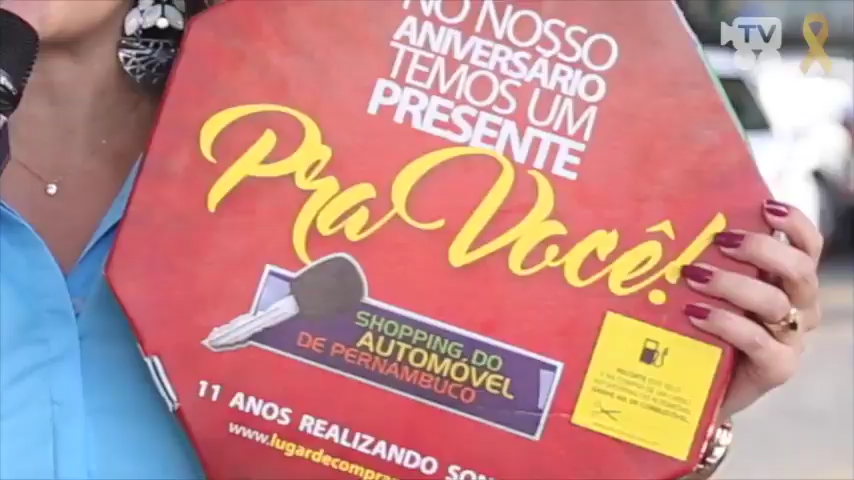 TV
NO NOSSO
ANIVERSÁRIO
TEMOS UM
PRESENTE
Pra Você!
SHOPPING DO
AUTOMÓVEL
DE PERNAMBUCO
11 ANOS REALIZANDO SON
www.lugardecompra